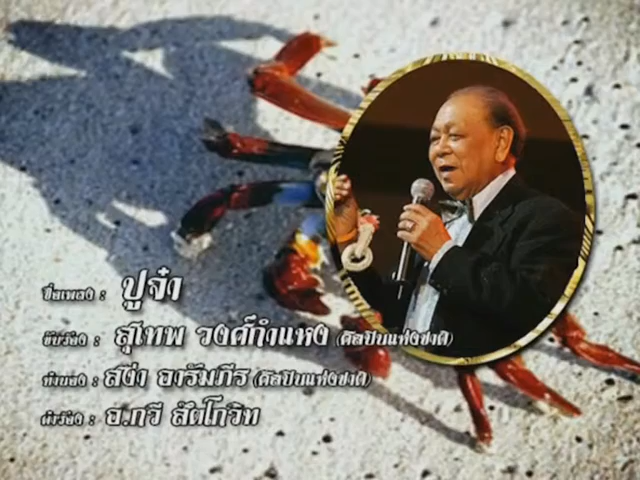 ชื่อเพลง : ปูจ๋า
ขับร้อง : สุเทพ วงศ์กำแหง (ศิลปินแห่งชาติ)
ทำนอง : สง่า อารัมภีร (ศิลปินแห่งชาติ)
คำร้อง : อ.กวี สัตโกวิท